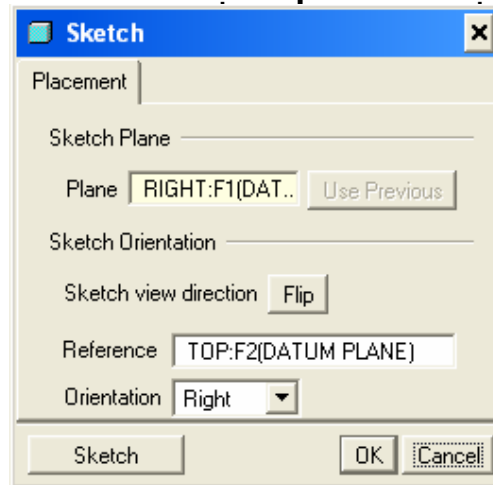 Sketch
Placement
Sketch Plane
Plane RIGHT:F1(DAT.. Use Previous
Sketch Orientation
Sketch view direction Flip
Reference TOP:F2(DATUM PLANE)
Orientation Right
Sketch OK Cancel